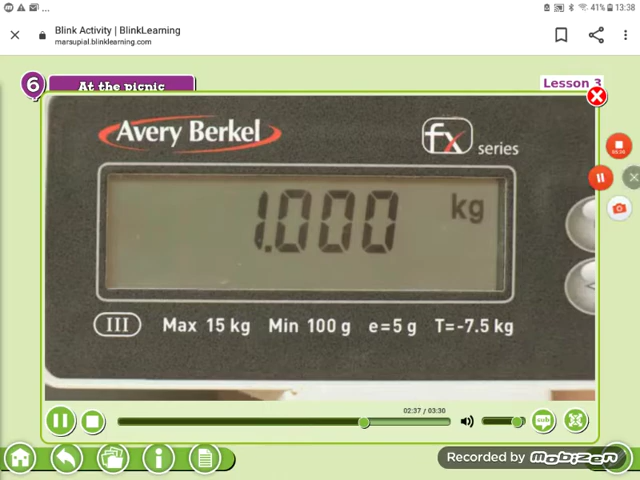 41% 13:38
Blink Activity | BlinkLearning
marsupial.blinklearning.com
6 At the picnic
Lesson 3
Avery Berkel
fx series
1.000 kg
III Max 15 kg Min 100 g e=5 g T=-7.5 kg
02:37 / 03:30
sub
Recorded by
MOBIZEN